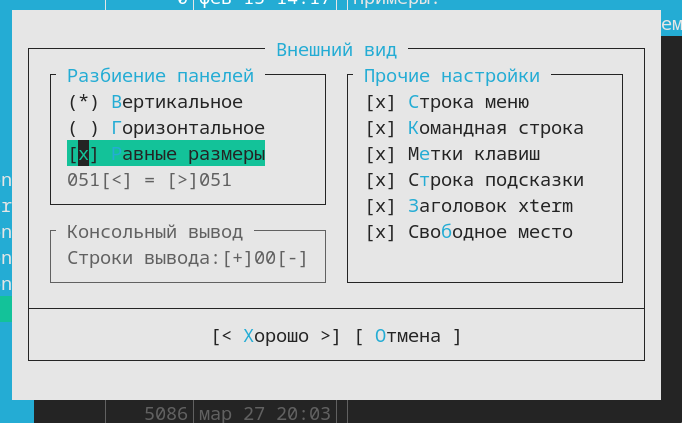 0 фев 15 14:17 Примеры:
ем
Внешний вид
Разбиение панелей
(*) Вертикальное
( ) Горизонтальное
[x] Равные размеры
051[<] = [>]051
Консольный вывод
Строки вывода:[+]00[-]
Прочие настройки
[x] Строка меню
[x] Командная строка
[x] Метки клавиш
[x] Строка подсказки
[x] Заголовок xterm
[x] Свободное место
[< Хорошо >] [ Отмена ]
n
r
n
n
n
5086 мар 27 20:03